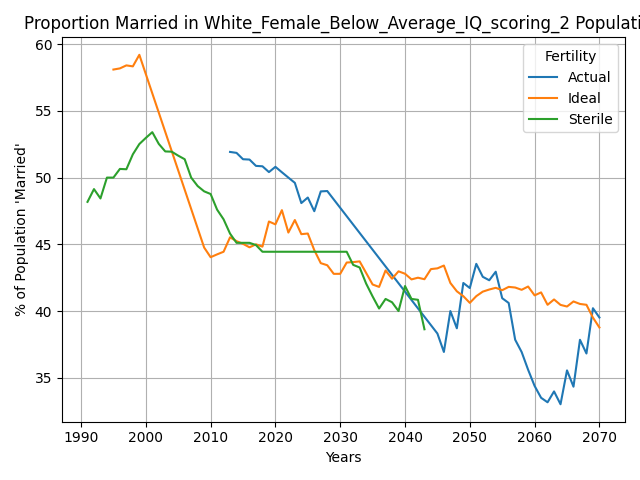 Proportion Married in White_Female_Below_Average_IQ_scoring_2 Populati
60
55
50
45
40
35
% of Population 'Married'
Fertility
Actual
Ideal
Sterile
1990 2000 2010 2020 2030 2040 2050 2060 2070
Years